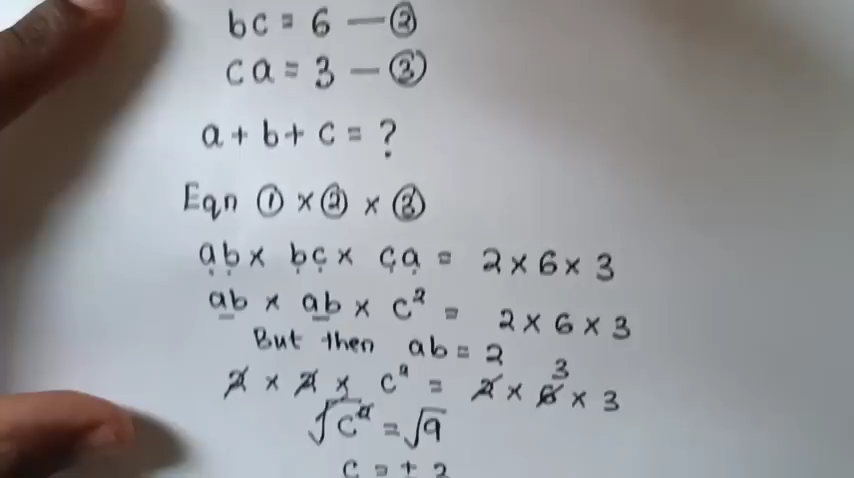 bc = 6 — ②
ca = 3 — ③
a + b + c = ?
Eqn ① × ② × ③
ab × bc × ca = 2 × 6 × 3
ab × ab × c² = 2 × 6 × 3
But then ab = 2
3
2 × 2 × c² = 2 × 6 × 3
√c² = √9
c = ±